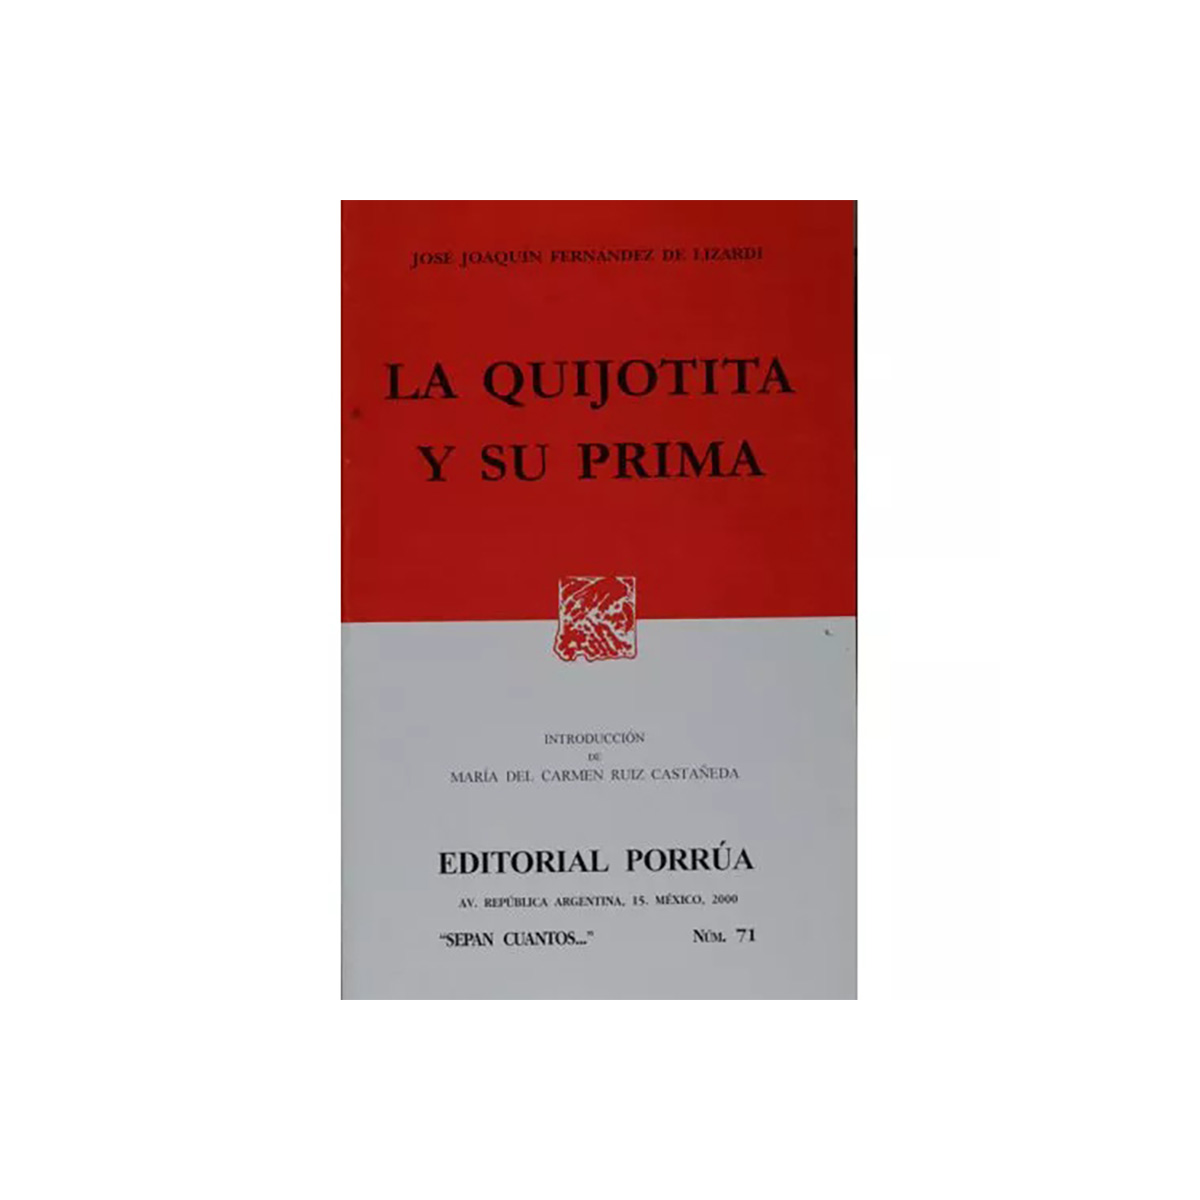 JOSÉ JOAQUÍN FERNÁNDEZ DE LIZARDI
LA QUIJOTITA
Y SU PRIMA
INTRODUCCIÓN
DE
MARÍA DEL CARMEN RUIZ CASTAÑEDA
EDITORIAL PORRÚA
AV. REPÚBLICA ARGENTINA, 15. MÉXICO, 2000
“SEPAN CUANTOS...” NÚM. 71